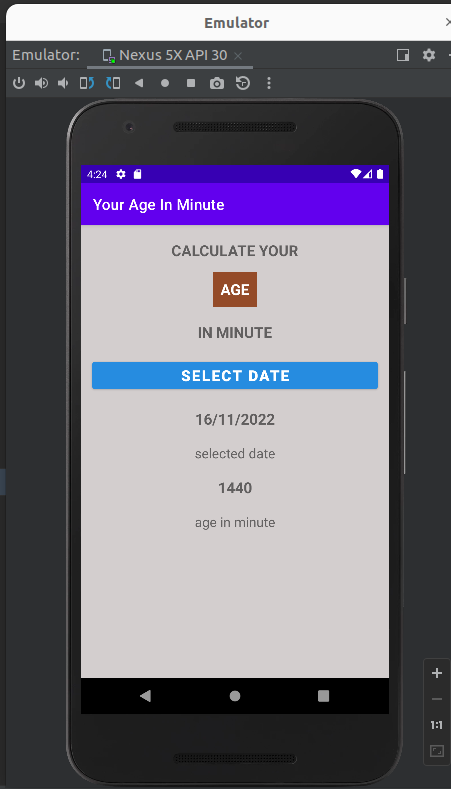 Emulator
Emulator: Nexus 5X API 30
4:24
Your Age In Minute
CALCULATE YOUR
AGE
IN MINUTE
SELECT DATE
16/11/2022
selected date
1440
age in minute
1:1